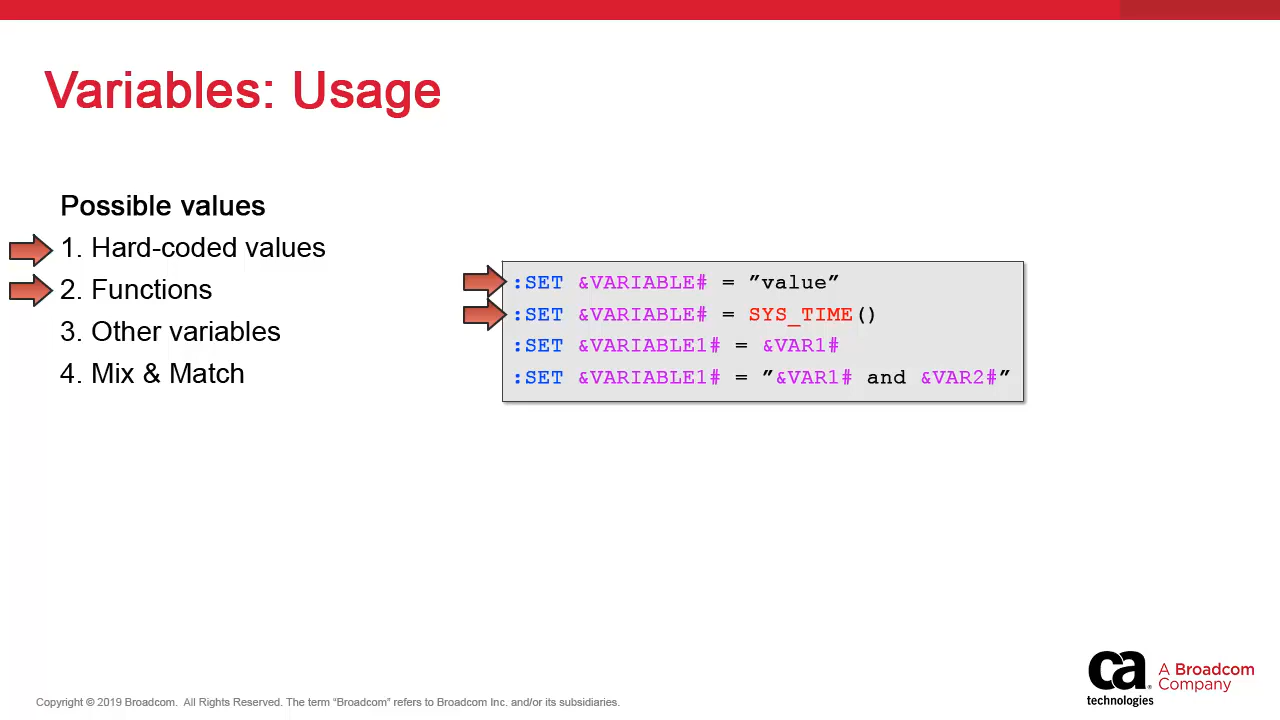 Variables: Usage
Possible values
1. Hard-coded values
2. Functions
3. Other variables
4. Mix & Match
:SET &VARIABLE# = ”value”
:SET &VARIABLE# = SYS_TIME()
:SET &VARIABLE1# = &VAR1#
:SET &VARIABLE1# = ”&VAR1# and &VAR2#”
ca
technologies
A Broadcom
Company
Copyright © 2019 Broadcom. All Rights Reserved. The term “Broadcom” refers to Broadcom Inc. and/or its subsidiaries.